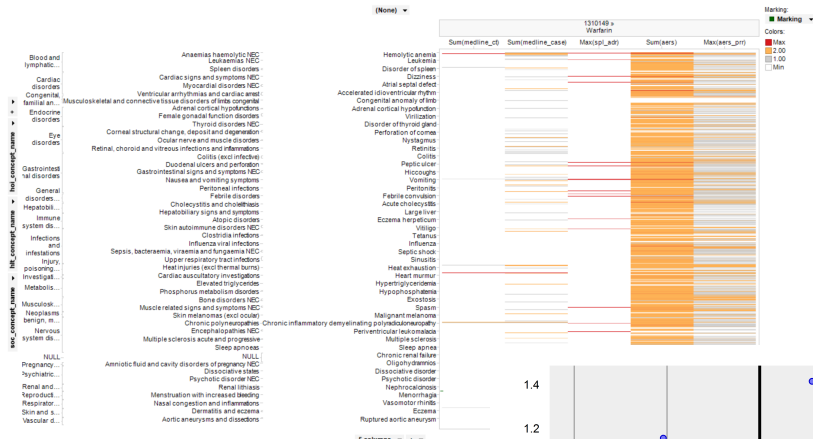 (None)
Marking:
Marking
Colors:
Max
2.00
1.00
Min
1310149 »
Warfarin
Sum(medline_ct) Sum(medline_case) Max(spl_adr) Sum(aers) Max(aers_prr)
soc_concept_name
hlt_concept_name
hoi_concept_name
Blood and
lymphatic...
Cardiac
disorders
Congenital,
familial an...
Endocrine
disorders
Eye
disorders
Gastrointesti
nal disorders
General
disorders...
Hepatobili...
Immune
system dis...
Infections
and
infestations
Injury,
poisoning...
Investigati...
Metabolis...
Musculosk...
Neoplasms
benign, m...
Nervous
system dis...
NULL
Pregnancy...
Psychiatric...
Renal and...
Reproducti...
Respirator...
Skin and s...
Vascular d...
Anaemias haemolytic NEC
Leukaemias NEC
Spleen disorders
Cardiac signs and symptoms NEC
Myocardial disorders NEC
Ventricular arrhythmias and cardiac arrest
Musculoskeletal and connective tissue disorders of limbs congenital
Adrenal cortical hypofunctions
Female gonadal function disorders
Thyroid disorders NEC
Corneal structural change, deposit and degeneration
Ocular nerve and muscle disorders
Retinal, choroid and vitreous infections and inflammations
Colitis (excl infective)
Duodenal ulcers and perforation
Gastrointestinal signs and symptoms NEC
Nausea and vomiting symptoms
Peritoneal infections
Febrile disorders
Cholecystitis and cholelithiasis
Hepatobiliary signs and symptoms
Atopic disorders
Skin autoimmune disorders NEC
Clostridia infections
Influenza viral infections
Sepsis, bacteraemia, viraemia and fungaemia NEC
Upper respiratory tract infections
Heat injuries (excl thermal burns)
Cardiac auscultatory investigations
Elevated triglycerides
Phosphorus metabolism disorders
Bone disorders NEC
Muscle related signs and symptoms NEC
Skin melanomas (excl ocular)
Chronic polyneuropathies
Encephalopathies NEC
Multiple sclerosis acute and progressive
Sleep apnoeas
NULL
Amniotic fluid and cavity disorders of pregnancy NEC
Dissociative states
Psychotic disorder NEC
Renal lithiasis
Menstruation with increased bleeding
Nasal congestion and inflammations
Dermatitis and eczema
Aortic aneurysms and dissections
Hemolytic anemia
Leukemia
Disorder of spleen
Dizziness
Atrial septal defect
Accelerated idioventricular rhythm
Congenital anomaly of limb
Adrenal cortical hypofunction
Virilization
Disorder of thyroid gland
Perforation of cornea
Nystagmus
Retinitis
Colitis
Peptic ulcer
Hiccoughs
Vomiting
Peritonitis
Febrile convulsion
Acute cholecystitis
Large liver
Eczema herpeticum
Vitiligo
Tetanus
Influenza
Septic shock
Sinusitis
Heat exhaustion
Heart murmur
Hypertriglyceridemia
Hypophosphatemia
Exostosis
Spasm
Malignant melanoma
Chronic inflammatory demyelinating polyradiculoneuropathy
Periventricular leukomalacia
Multiple sclerosis
Sleep apnea
Chronic renal failure
Oligohydramnios
Dissociative disorder
Psychotic disorder
Nephrocalcinosis
Menorrhagia
Vasomotor rhinitis
Eczema
Ruptured aortic aneurysm
1.4
1.2